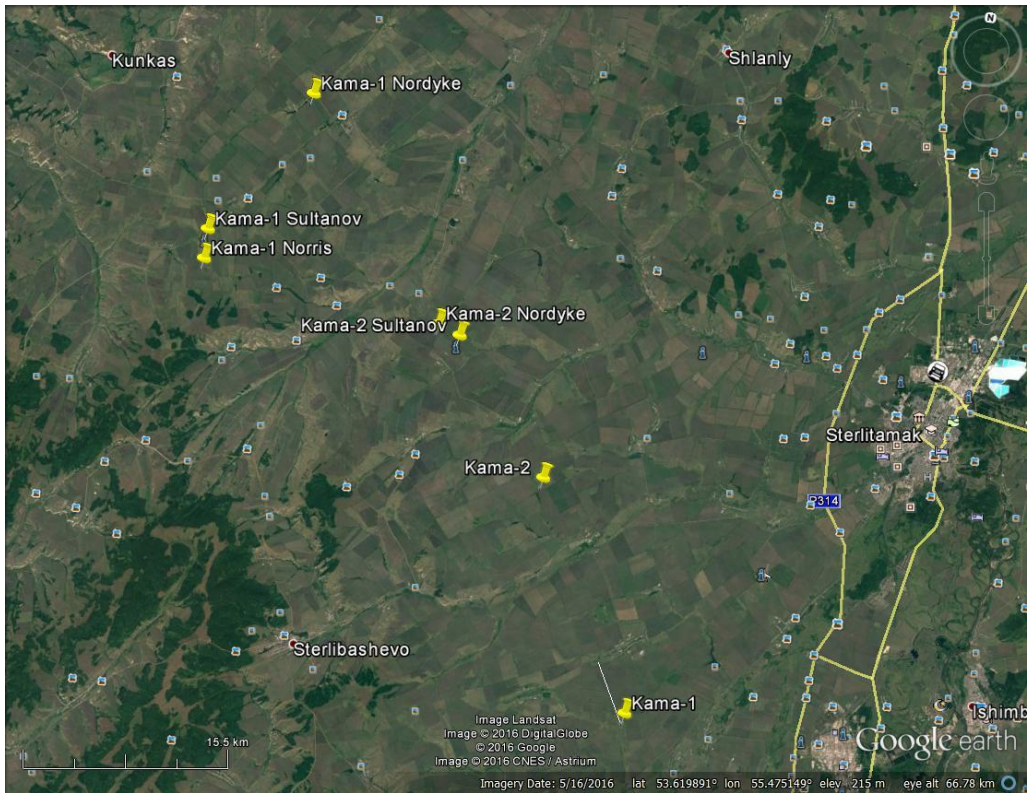 N
Kunkas
Shlanly
Kama-1 Nordyke
Kama-1 Sultanov
Kama-1 Norris
Kama-2 Nordyke
Kama-2 Sultanov
Sterlitamak
Kama-2
P314
Sterlibashevo
Kama-1
Ishimb
Image Landsat
Image © 2016 DigitalGlobe
© 2016 Google
Image © 2016 CNES / Astrium
15.5 km
Google earth
Imagery Date: 5/16/2016 lat 53.619891° lon 55.475149° elev 215 m eye alt 66.78 km